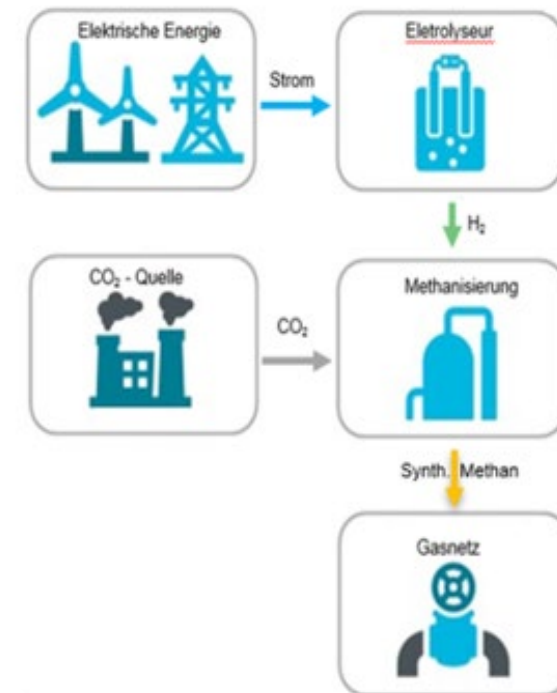 Elektrische Energie
Strom
Eletrolyseur
H₂
CO₂ - Quelle
CO₂
Methanisierung
Synth. Methan
Gasnetz